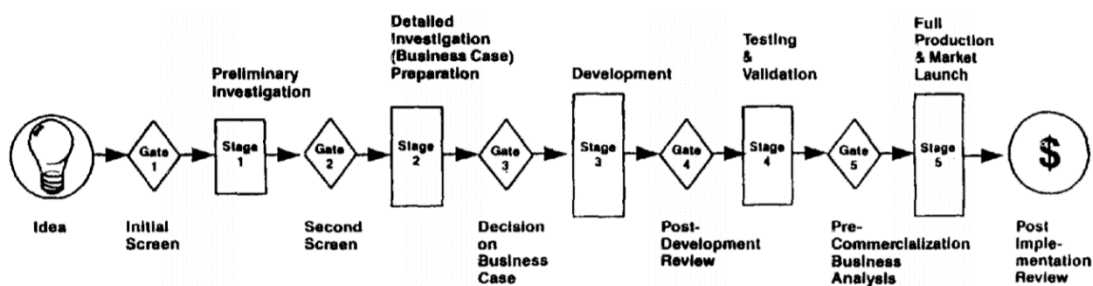 Detailed
Investigation
(Business Case)
Preparation
Full
Production
& Market
Launch
Testing
&
Validation
Preliminary
Investigation
Development
Gate
1
Stage
1
Gate
2
Stage
2
Gate
3
Stage
3
Gate
4
Stage
4
Gate
5
Stage
5
$
Idea
Initial
Screen
Second
Screen
Decision
on
Business
Case
Post-
Development
Review
Pre-
Commercialization
Business
Analysis
Post
Imple-
mentation
Review